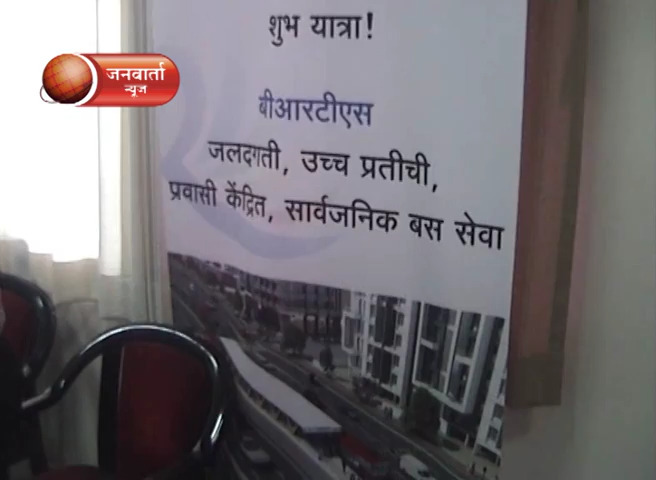 शुभ यात्रा!
जनवार्ता
न्यूज
बीआरटीएस
जलदगती, उच्च प्रतीची,
प्रवासी केंद्रित, सार्वजनिक बस सेवा